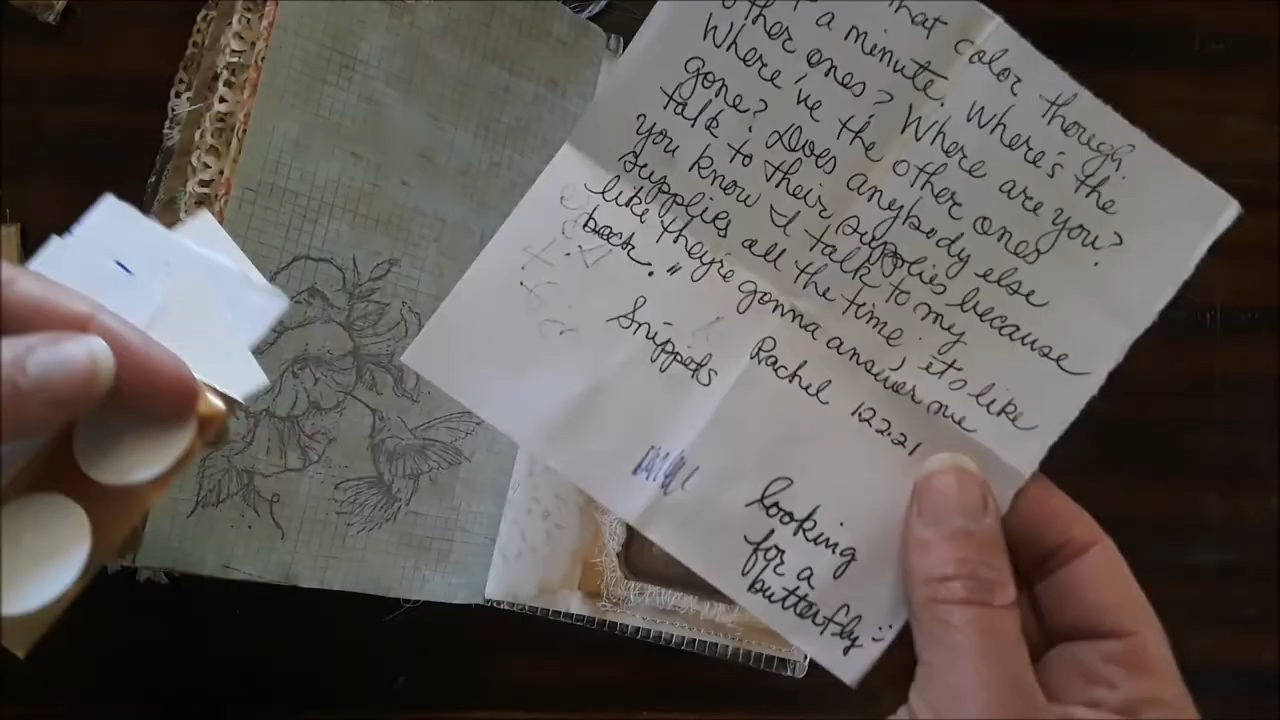 that color though.
a minute. Where's the
other ones? Where are you?
Where've the other ones
gone? Does anybody else
talk to their supplies because
you know I talk to my
supplies all the time, it's like
like they're gonna answer me
back."
Rachel 12.2.21
Snippets
looking
for a
butterfly :)